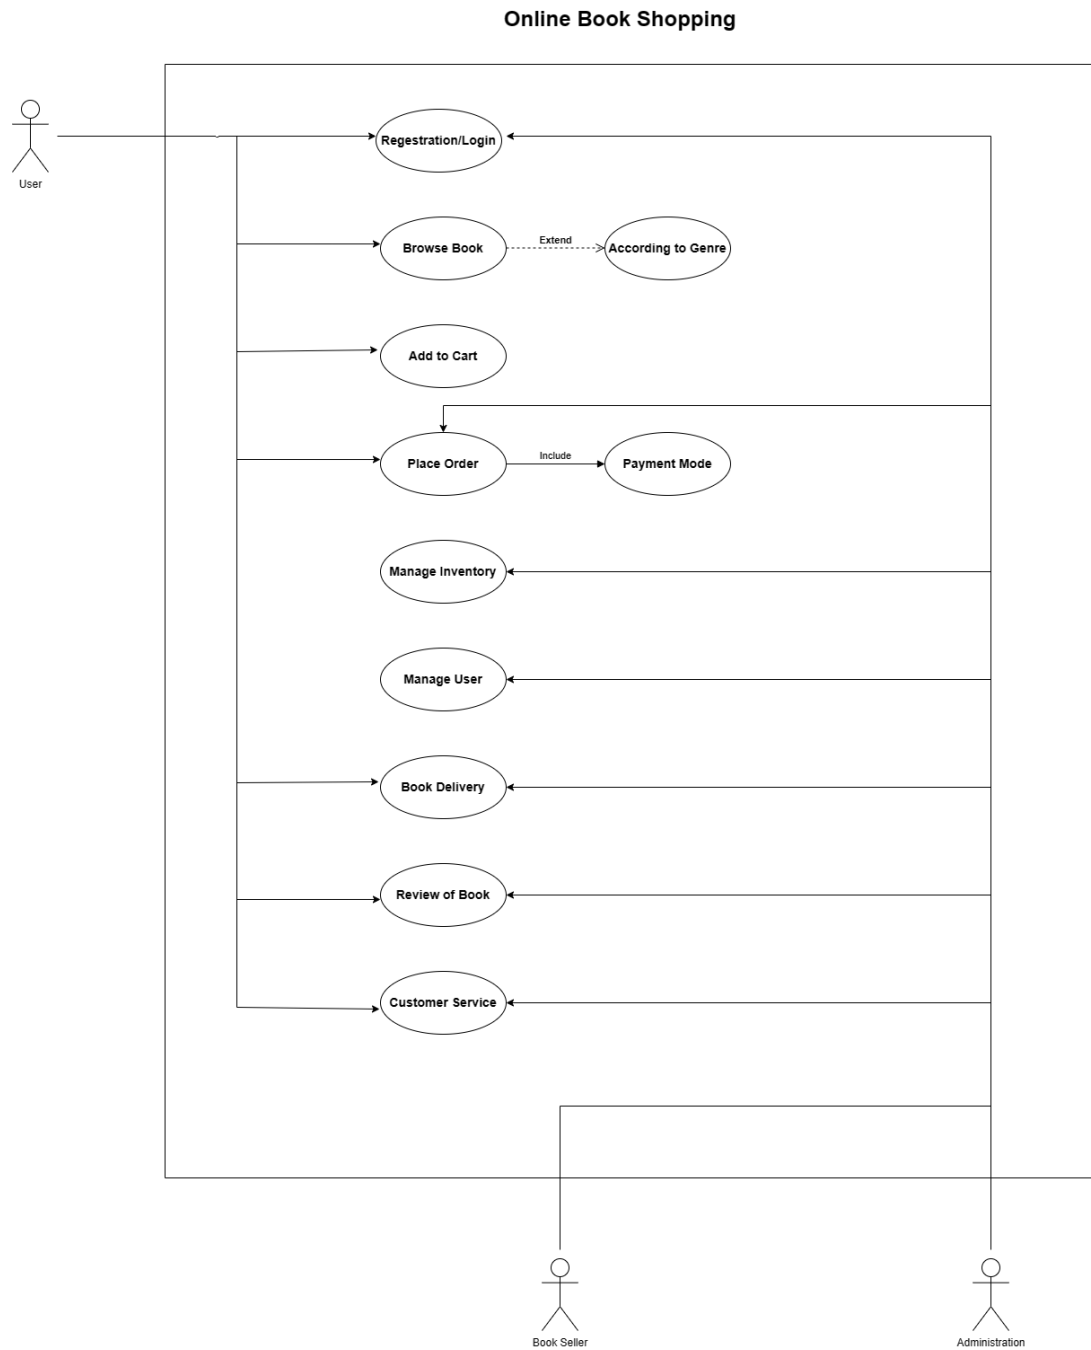 Online Book Shopping
User
Regestration/Login
Browse Book
Extend
According to Genre
Add to Cart
Place Order
Include
Payment Mode
Manage Inventory
Manage User
Book Delivery
Review of Book
Customer Service
Book Seller
Administration